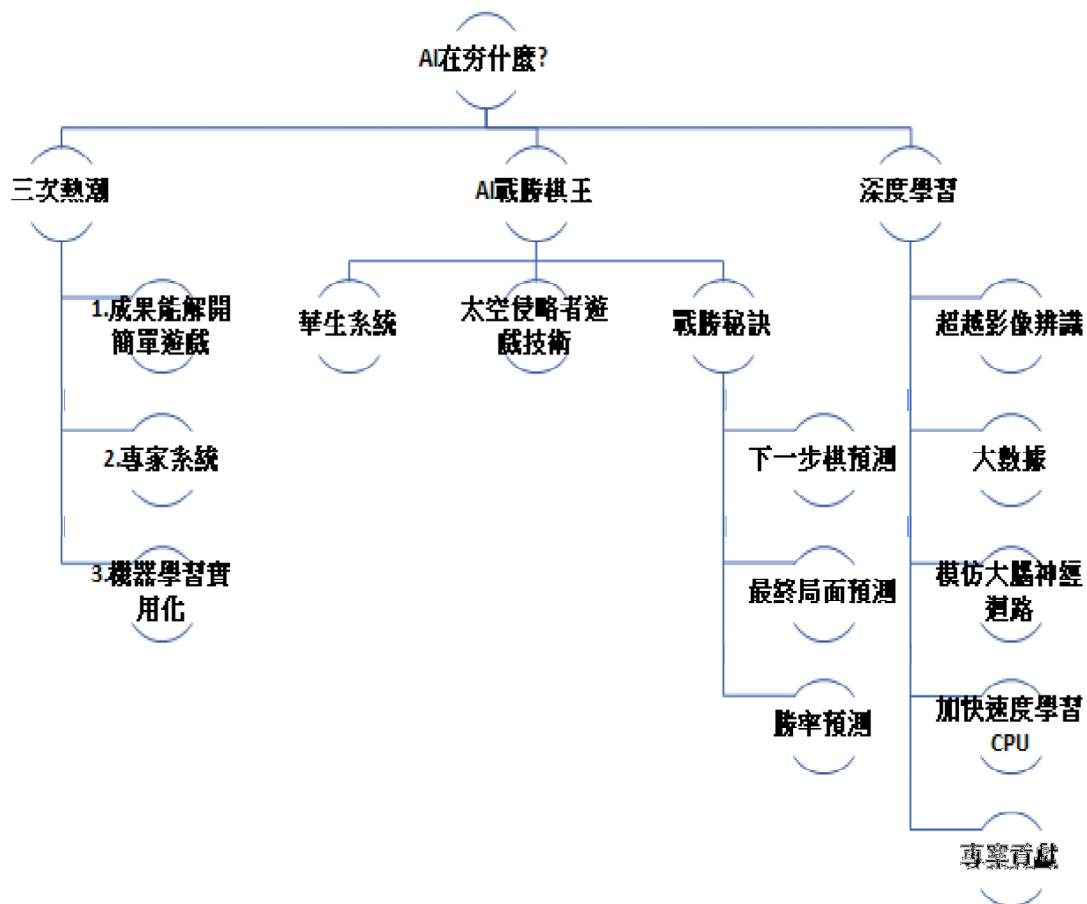 AI在夯什麼?
三次熱潮
AI戰勝棋王
深度學習
1.成果能解開
簡單遊戲
2.專家系統
3.機器學習實
用化
華生系統
太空侵略者遊
戲技術
戰勝秘訣
下一步棋預測
最終局面預測
勝率預測
超越影像辨識
大數據
模仿大腦神經
迴路
加快速度學習
CPU
專案貢獻